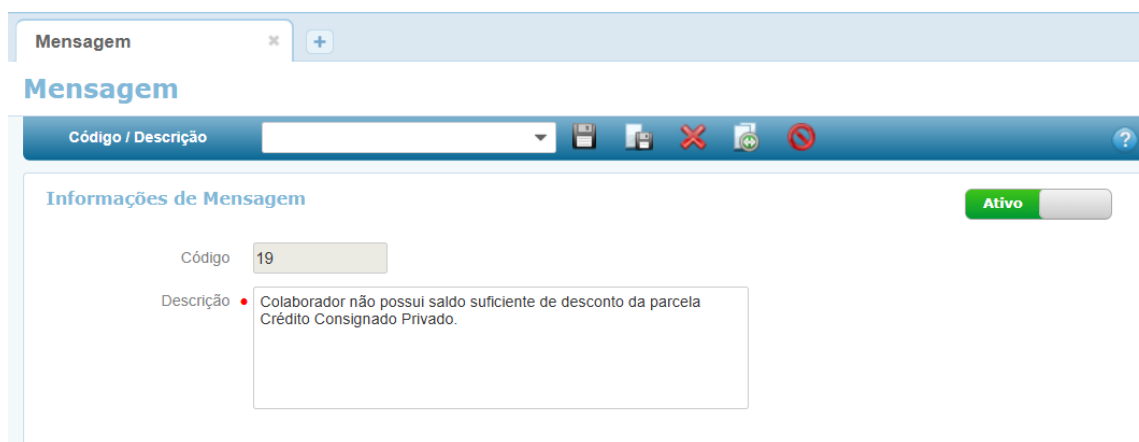 Mensagem
Mensagem
Código / Descrição
Informações de Mensagem
Ativo
Código 19
Descrição Colaborador não possui saldo suficiente de desconto da parcela
Crédito Consignado Privado.